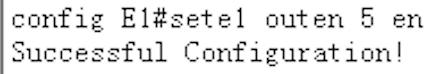 config E1#sete1 outen 5 en
Successful Configuration!